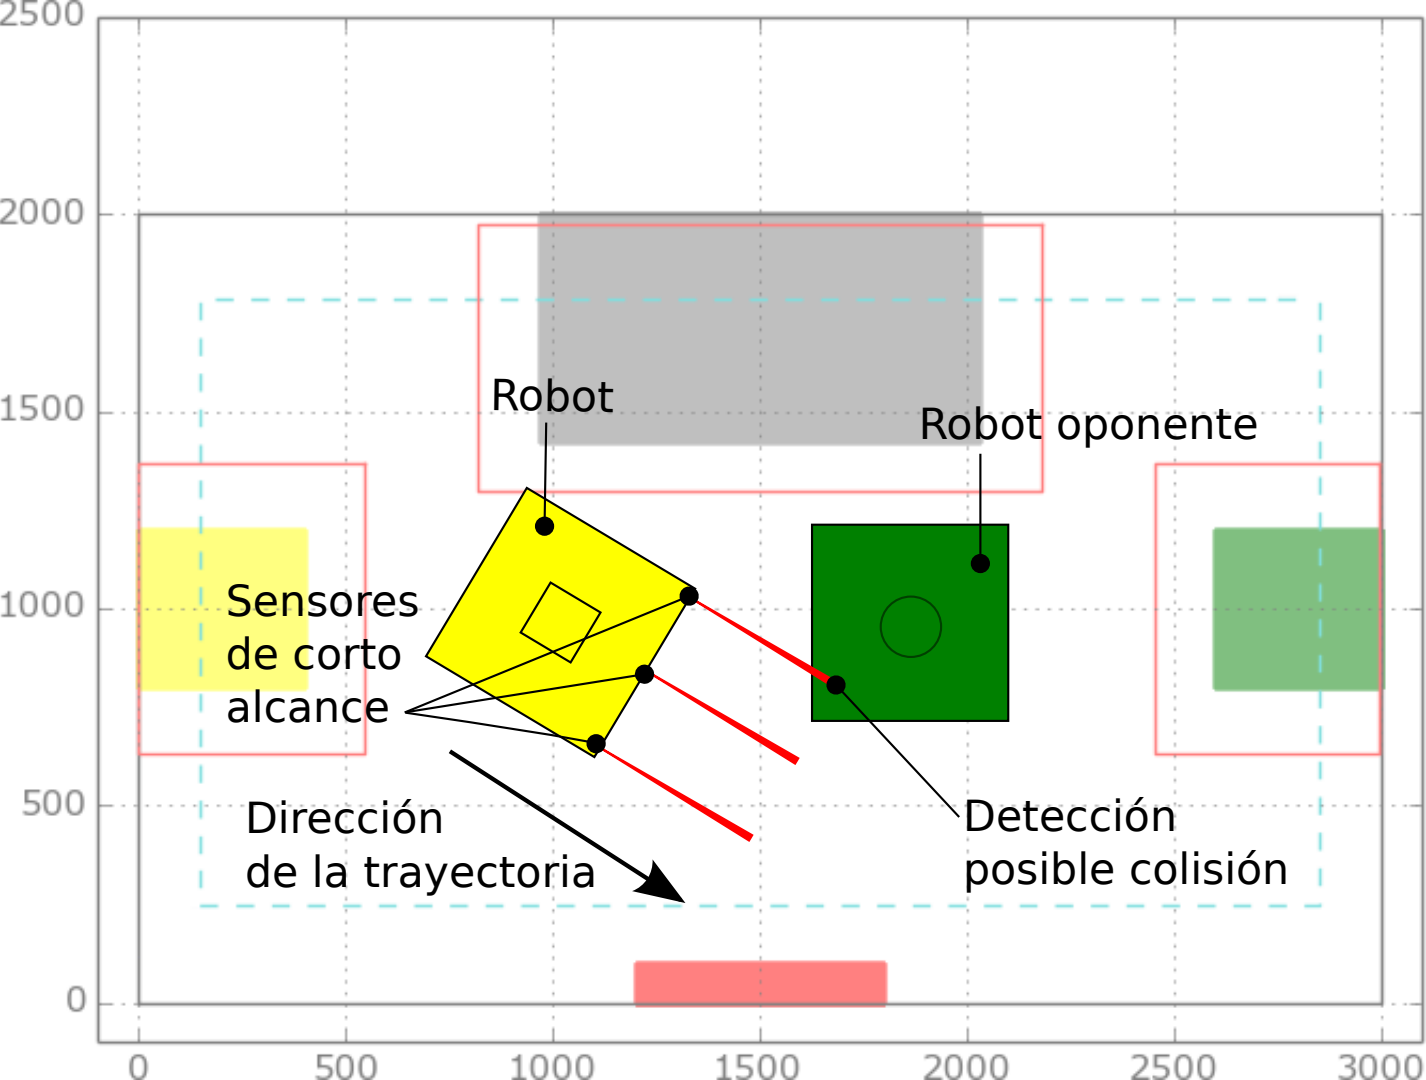 2500
2000
1500
1000
500
0
Robot
Robot oponente
Sensores
de corto
alcance
Dirección
de la trayectoria
Detección
posible colisión
0 500 1000 1500 2000 2500 3000